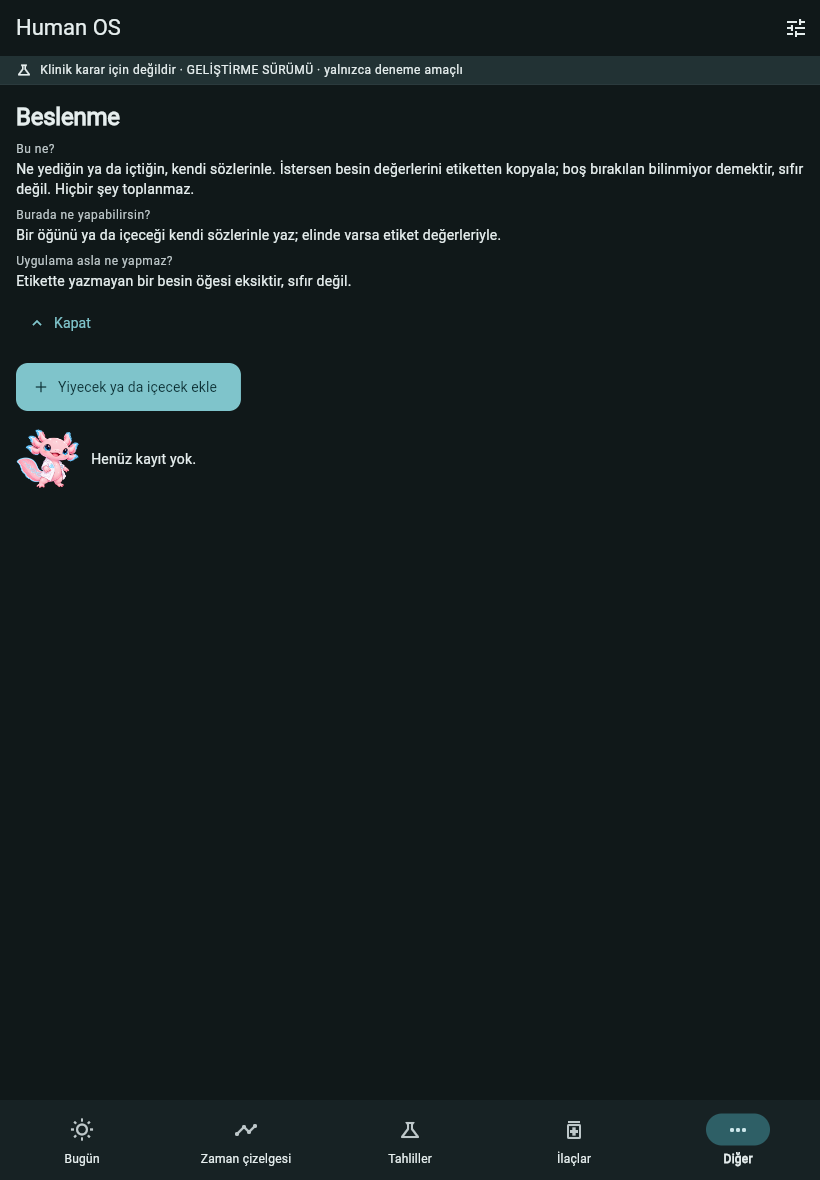 Human OS
Klinik karar için değildir · GELİŞTİRME SÜRÜMÜ · yalnızca deneme amaçlı
Beslenme
Bu ne?
Ne yediğin ya da içtiğin, kendi sözlerinle. İstersen besin değerlerini etiketten kopyala; boş bırakılan bilinmiyor demektir, sıfır
değil. Hiçbir şey toplanmaz.
Burada ne yapabilirsin?
Bir öğünü ya da içeceği kendi sözlerinle yaz; elinde varsa etiket değerleriyle.
Uygulama asla ne yapmaz?
Etikette yazmayan bir besin öğesi eksiktir, sıfır değil.
Kapat
Yiyecek ya da içecek ekle
Henüz kayıt yok.
Bugün
Zaman çizelgesi
Tahliller
İlaçlar
Diğer